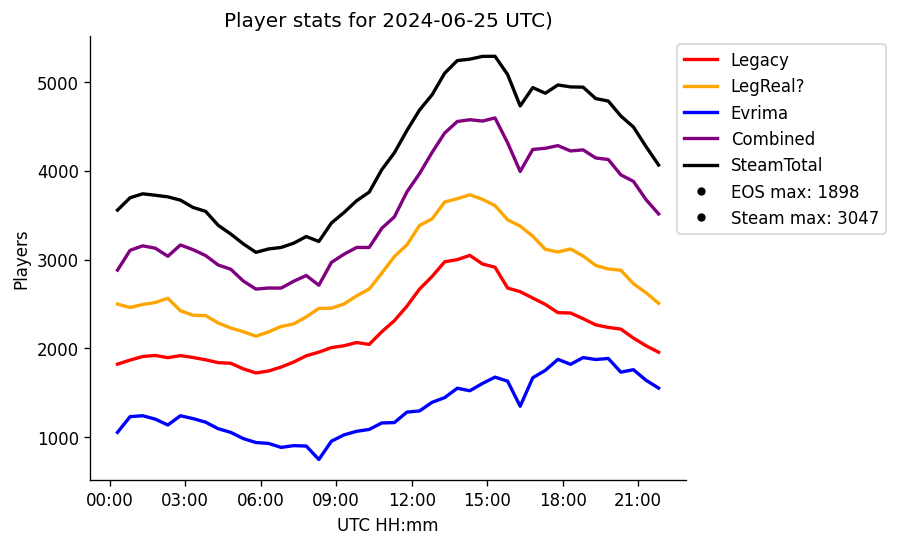 Player stats for 2024-06-25 UTC)
Legacy
LegReal?
Evrima
Combined
SteamTotal
EOS max: 1898
Steam max: 3047
Players
5000
4000
3000
2000
1000
00:00 03:00 06:00 09:00 12:00 15:00 18:00 21:00
UTC HH:mm